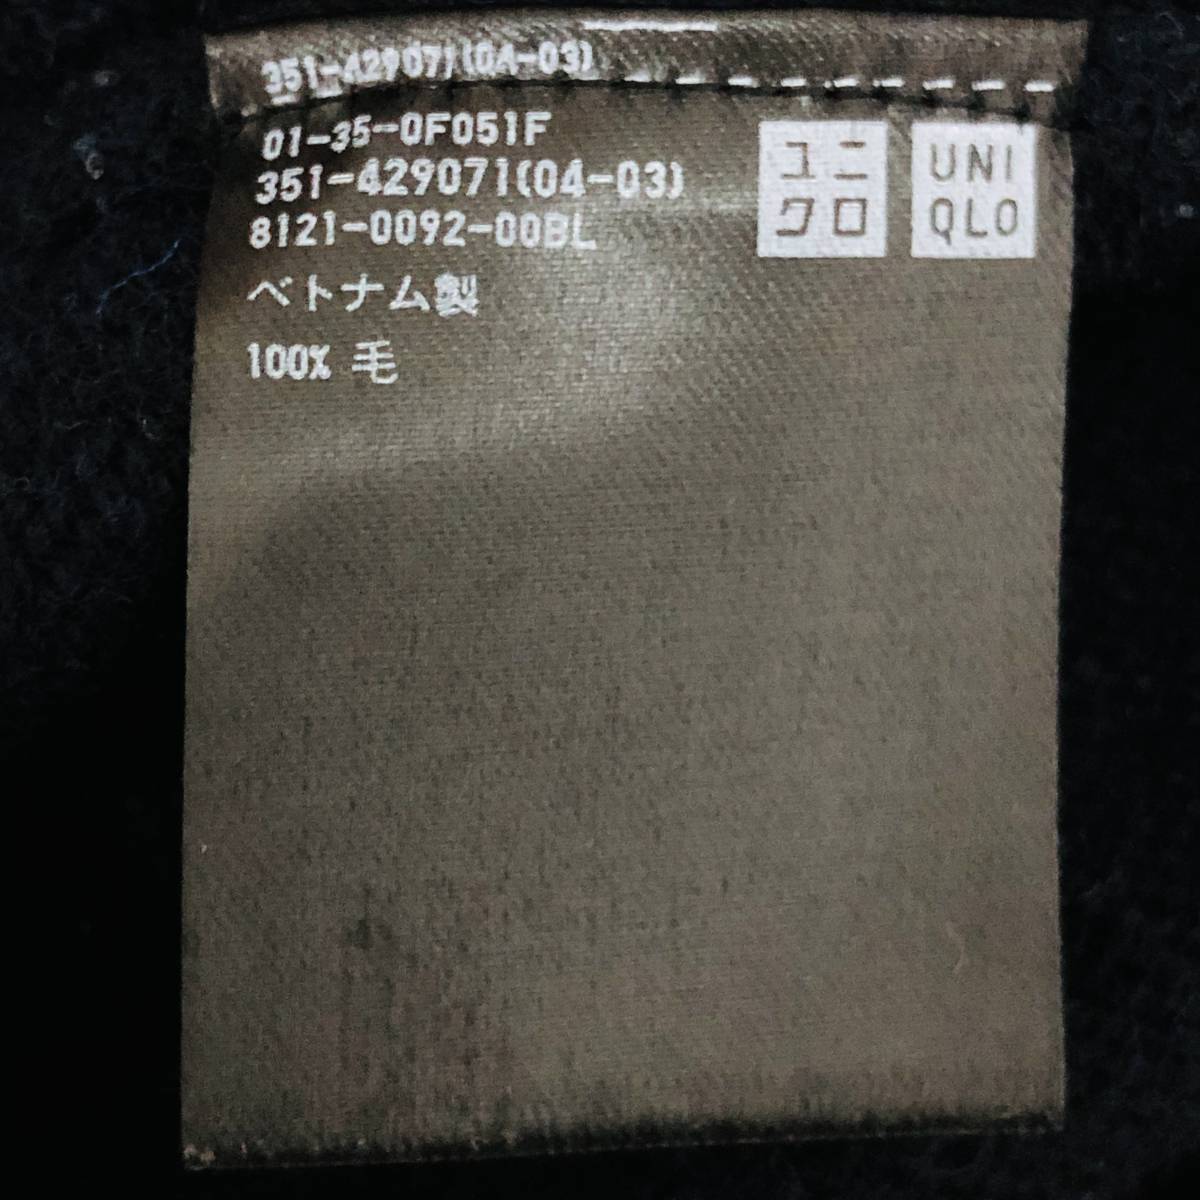 351-429071(04-03)
01-35-0F051F
351-429071(04-03)
8121-0092-00BL
ベトナム製
100% 毛
ユニ
クロ
UNI
QLO